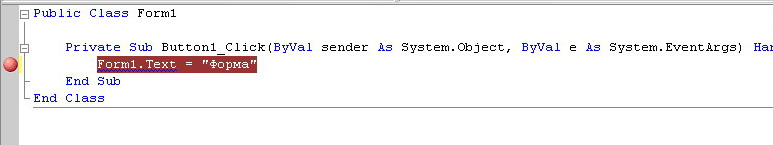 Public Class Form1
Private Sub Button1_Click(ByVal sender As System.Object, ByVal e As System.EventArgs) Han
Form1.Text = "Форма"
End Sub
End Class